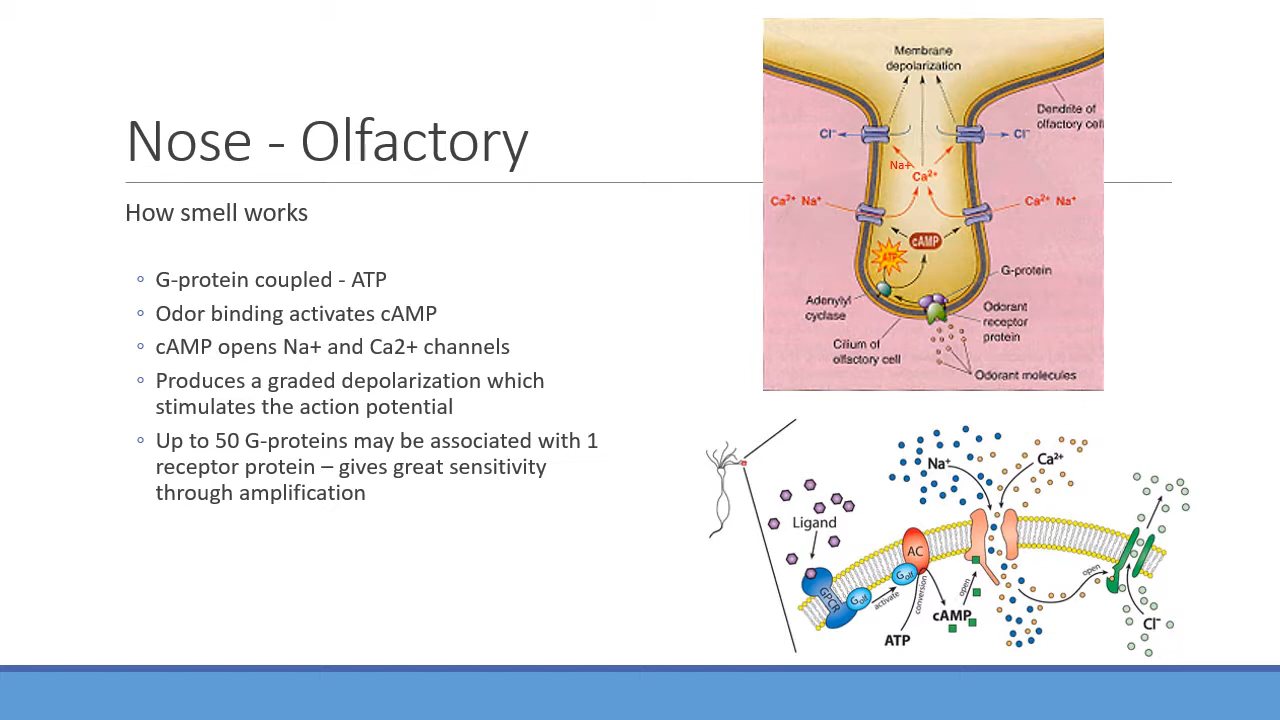 Nose - Olfactory
How smell works
◦ G-protein coupled - ATP
◦ Odor binding activates cAMP
◦ cAMP opens Na+ and Ca2+ channels
◦ Produces a graded depolarization which
stimulates the action potential
◦ Up to 50 G-proteins may be associated with 1
receptor protein – gives great sensitivity
through amplification
Membrane
depolarization
Dendrite of
olfactory cell
Cl⁻
Cl⁻
Na+
Ca²⁺
Ca²⁺ Na⁺
Ca²⁺ Na⁺
cAMP
ATP
G-protein
Adenylyl
cyclase
Odorant
receptor
protein
Cilium of
olfactory cell
Odorant molecules
Na⁺
Ca²⁺
Ligand
AC
GPCR
Golf
Golf
activate
conversion
open
open
cAMP
ATP
Cl⁻